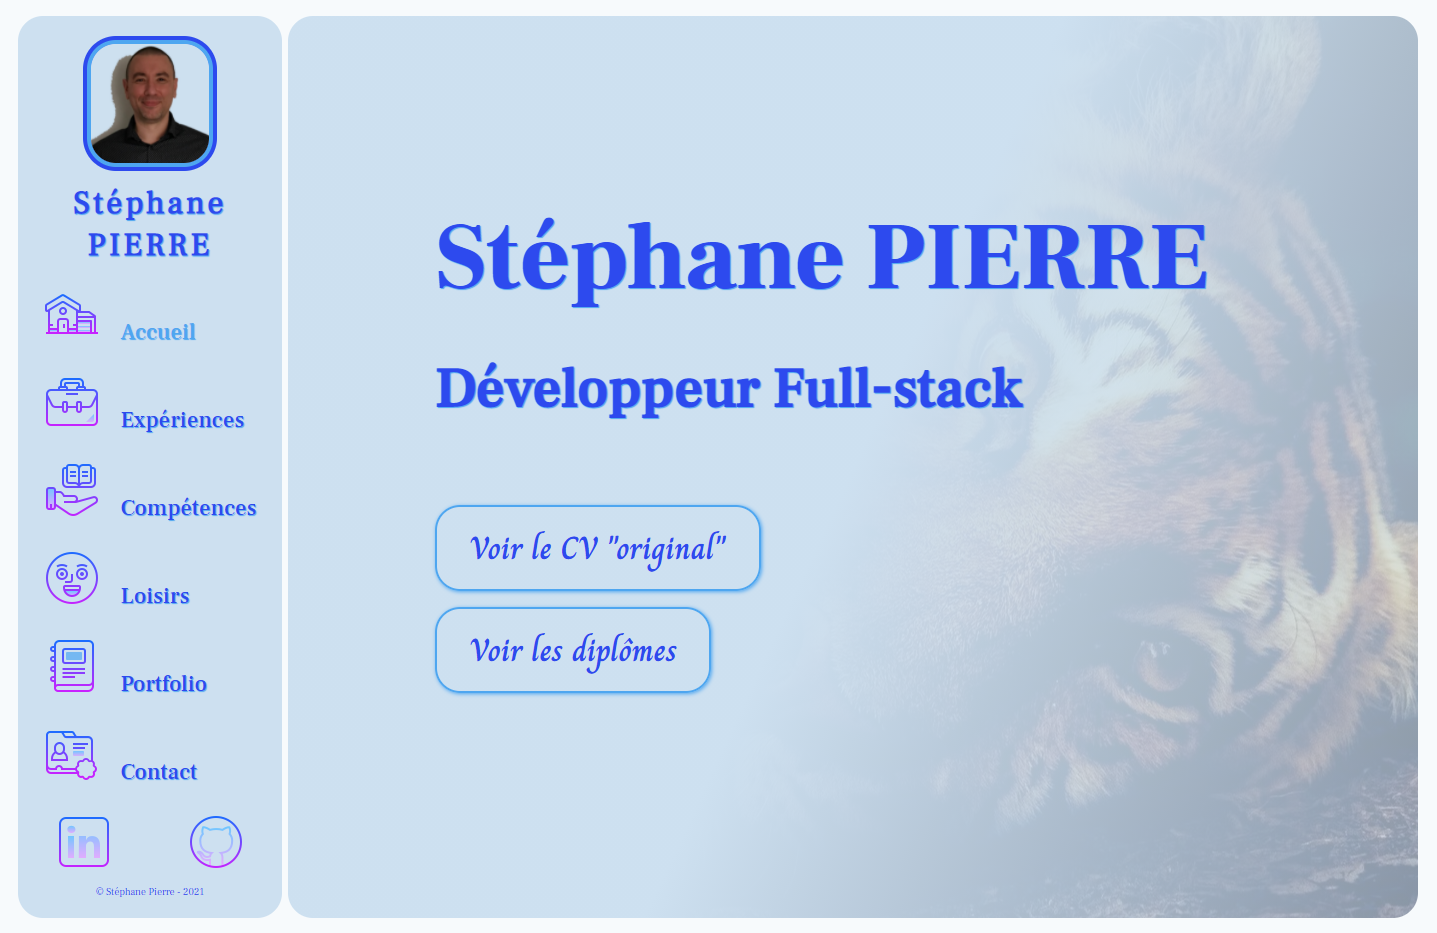 Stéphane
PIERRE
Accueil
Expériences
Compétences
Loisirs
Portfolio
Contact
in
© Stéphane Pierre - 2021
Stéphane PIERRE
Développeur Full-stack
Voir le CV "original"
Voir les diplômes